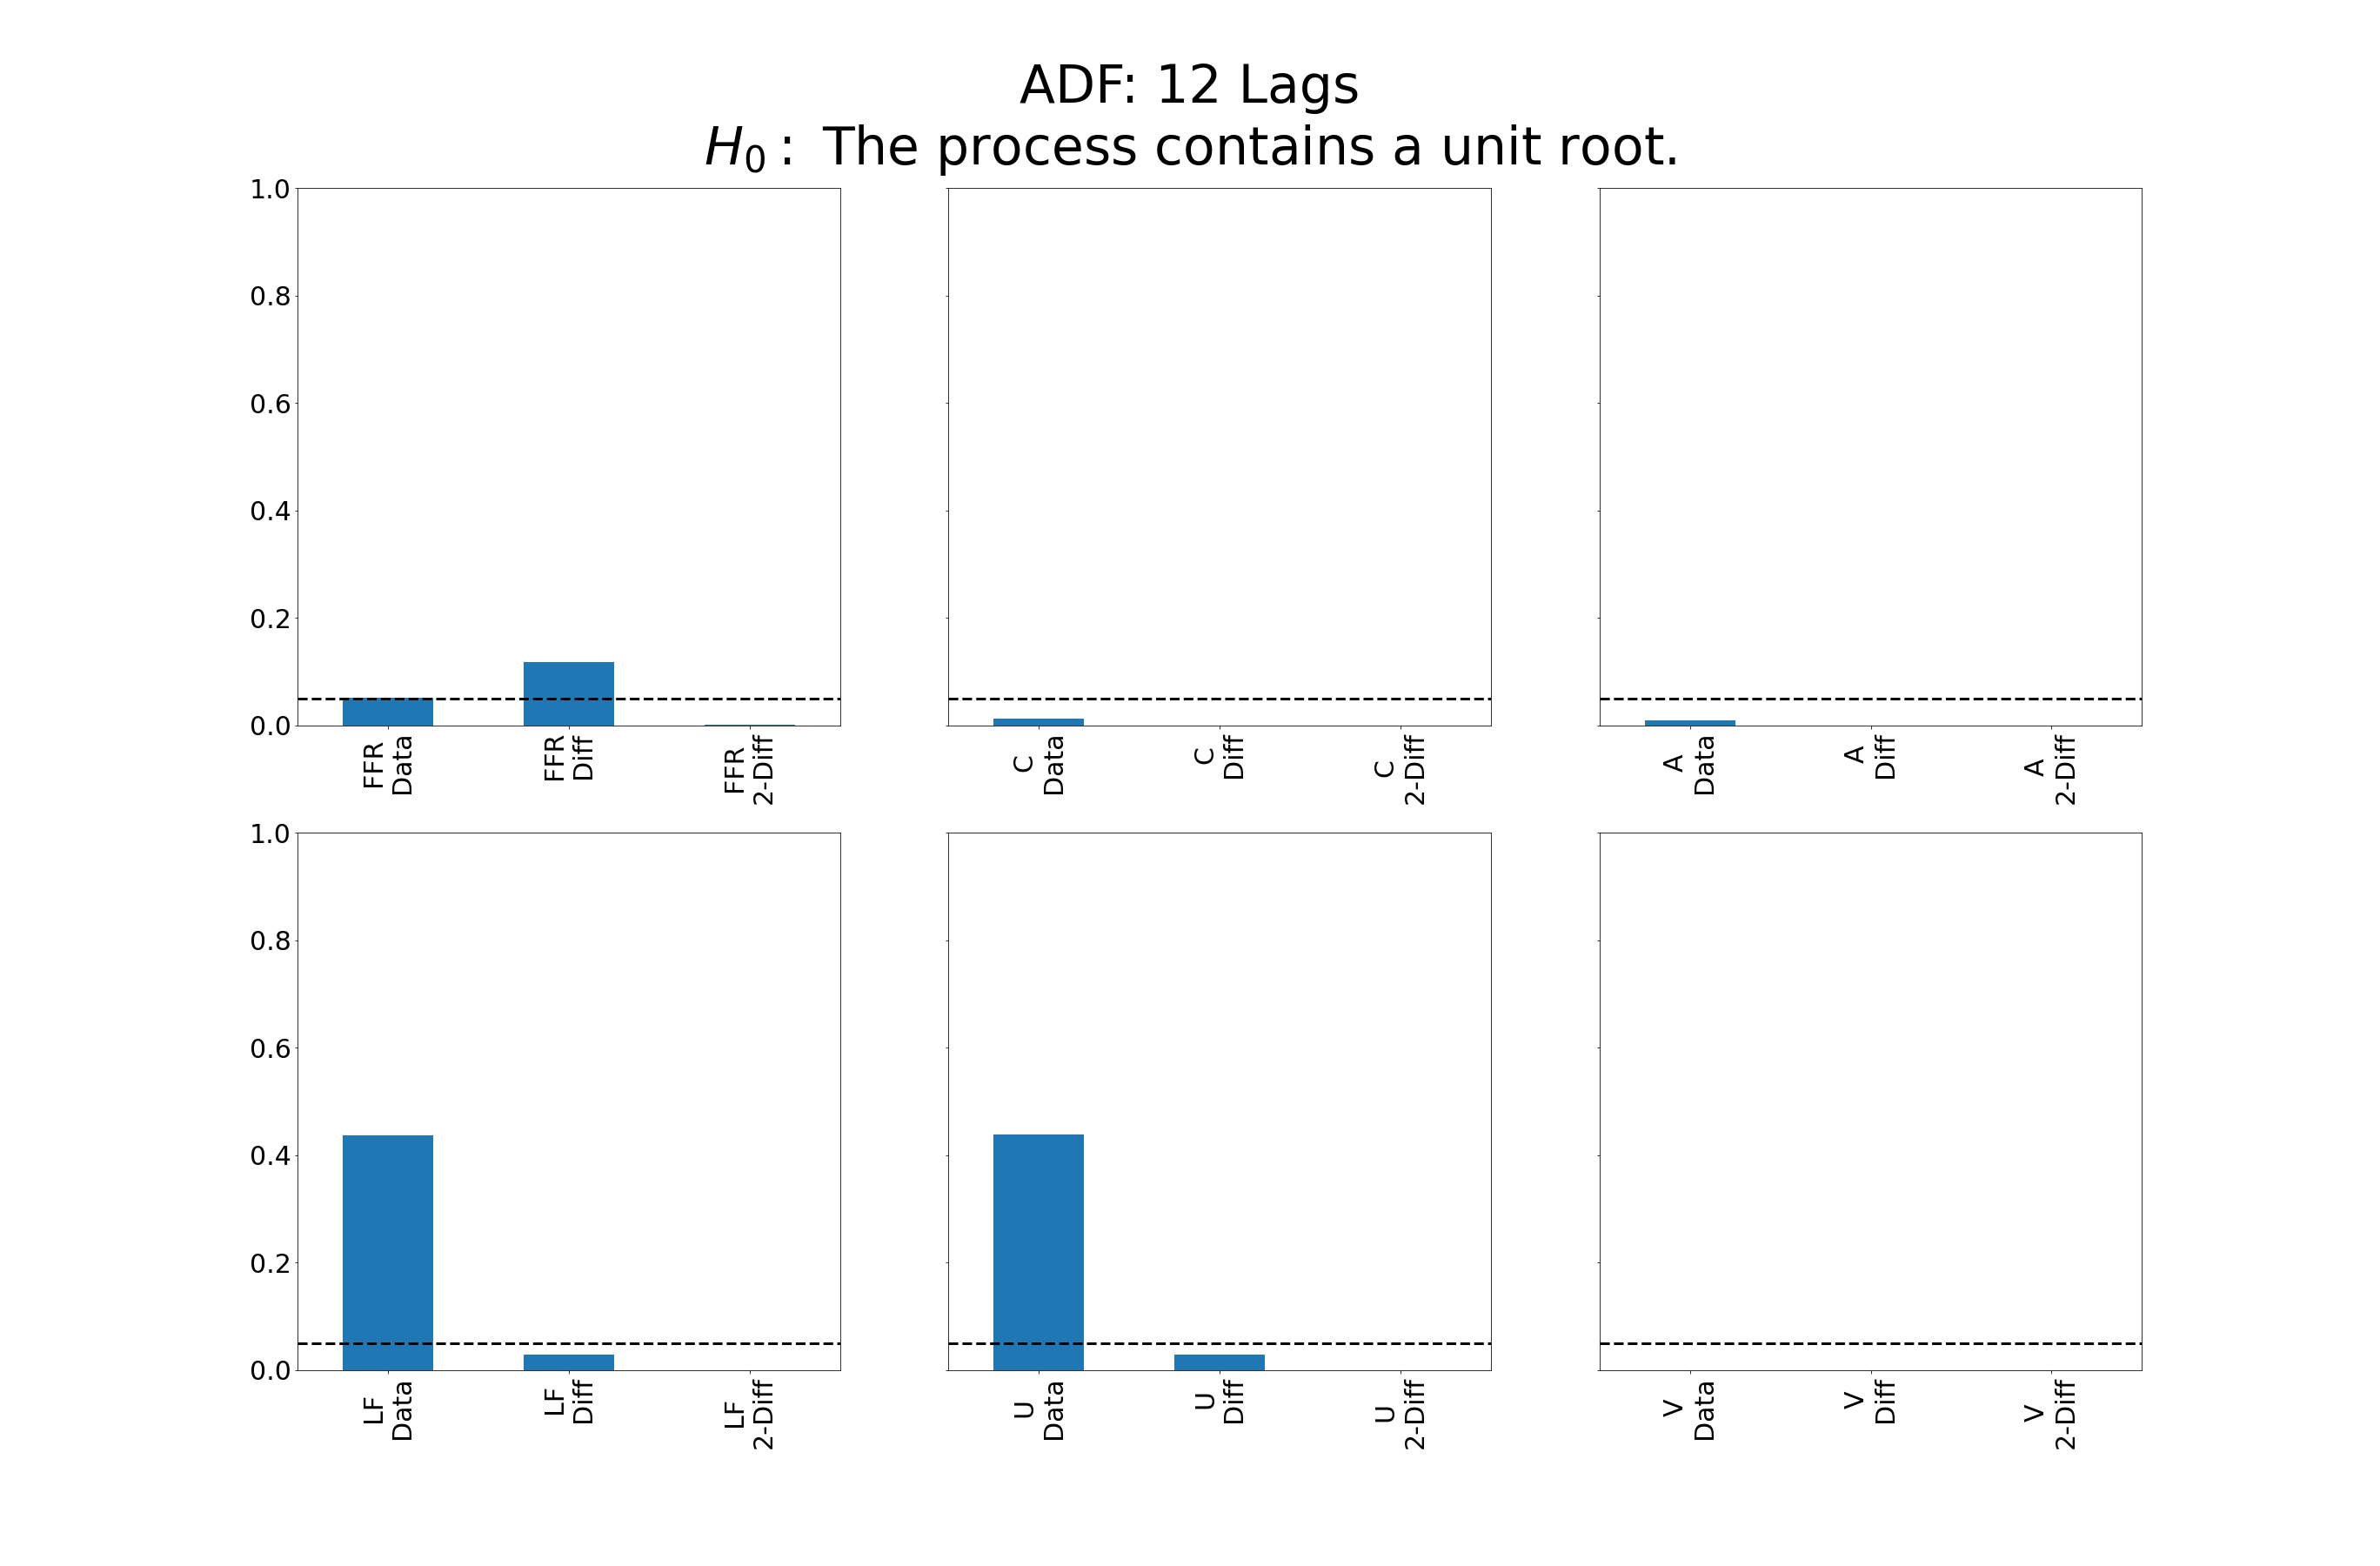 ADF: 12 Lags
H₀ : The process contains a unit root.
1.0
0.8
0.6
0.4
0.2
0.0
FFR
Data
FFR
Diff
FFR
2-Diff
C
Data
C
Diff
C
2-Diff
A
Data
A
Diff
A
2-Diff
1.0
0.8
0.6
0.4
0.2
0.0
LF
Data
LF
Diff
LF
2-Diff
U
Data
U
Diff
U
2-Diff
V
Data
V
Diff
V
2-Diff